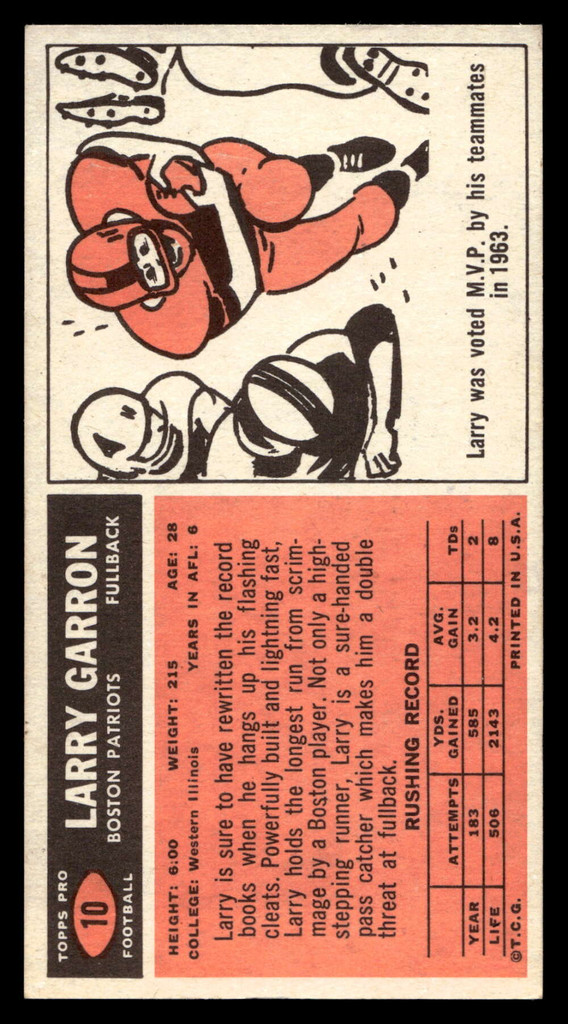 TOPPS PRO
10
FOOTBALL
LARRY GARRON
BOSTON PATRIOTS FULLBACK
HEIGHT: 6:00 WEIGHT: 215 AGE: 28
COLLEGE: Western Illinois YEARS IN AFL: 6
Larry is sure to have rewritten the record
books when he hangs up his flashing
cleats. Powerfully built and lightning fast,
Larry holds the longest run from scrim-
mage by a Boston player. Not only a high-
stepping runner, Larry is a sure-handed
pass catcher which makes him a double
threat at fullback.
RUSHING RECORD
ATTEMPTS YDS. GAINED AVG. GAIN TDs
YEAR 183 585 3.2 2
LIFE 506 2143 4.2 8
©T.C.G. PRINTED IN U.S.A.
Larry was voted M.V.P. by his teammates
in 1963.